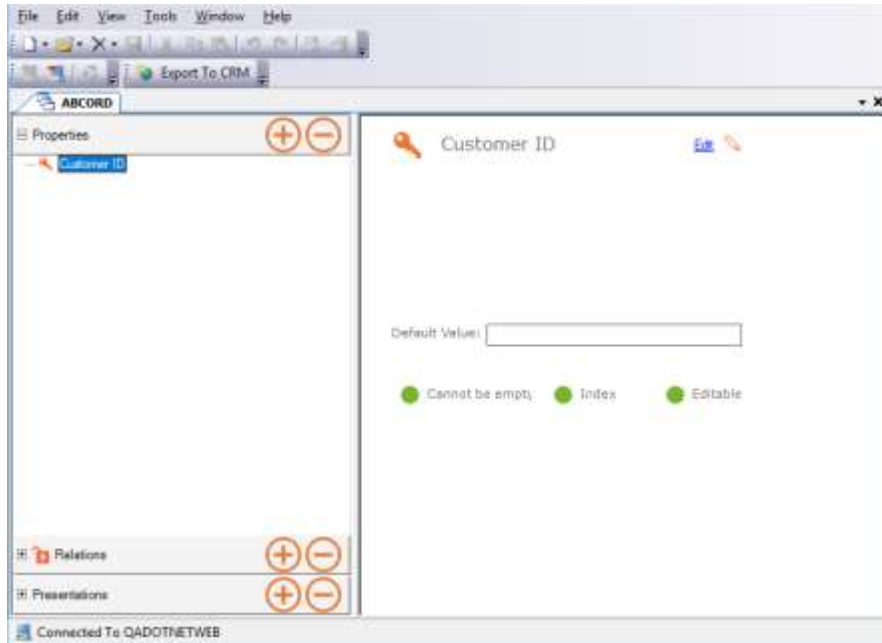 File Edit View Tools Window Help
Export To CRM
ABCORD
Properties
Customer ID
Customer ID Edit
Default Value:
Cannot be empty Index Editable
Relations
Presentations
Connected To QADOTNETWEB